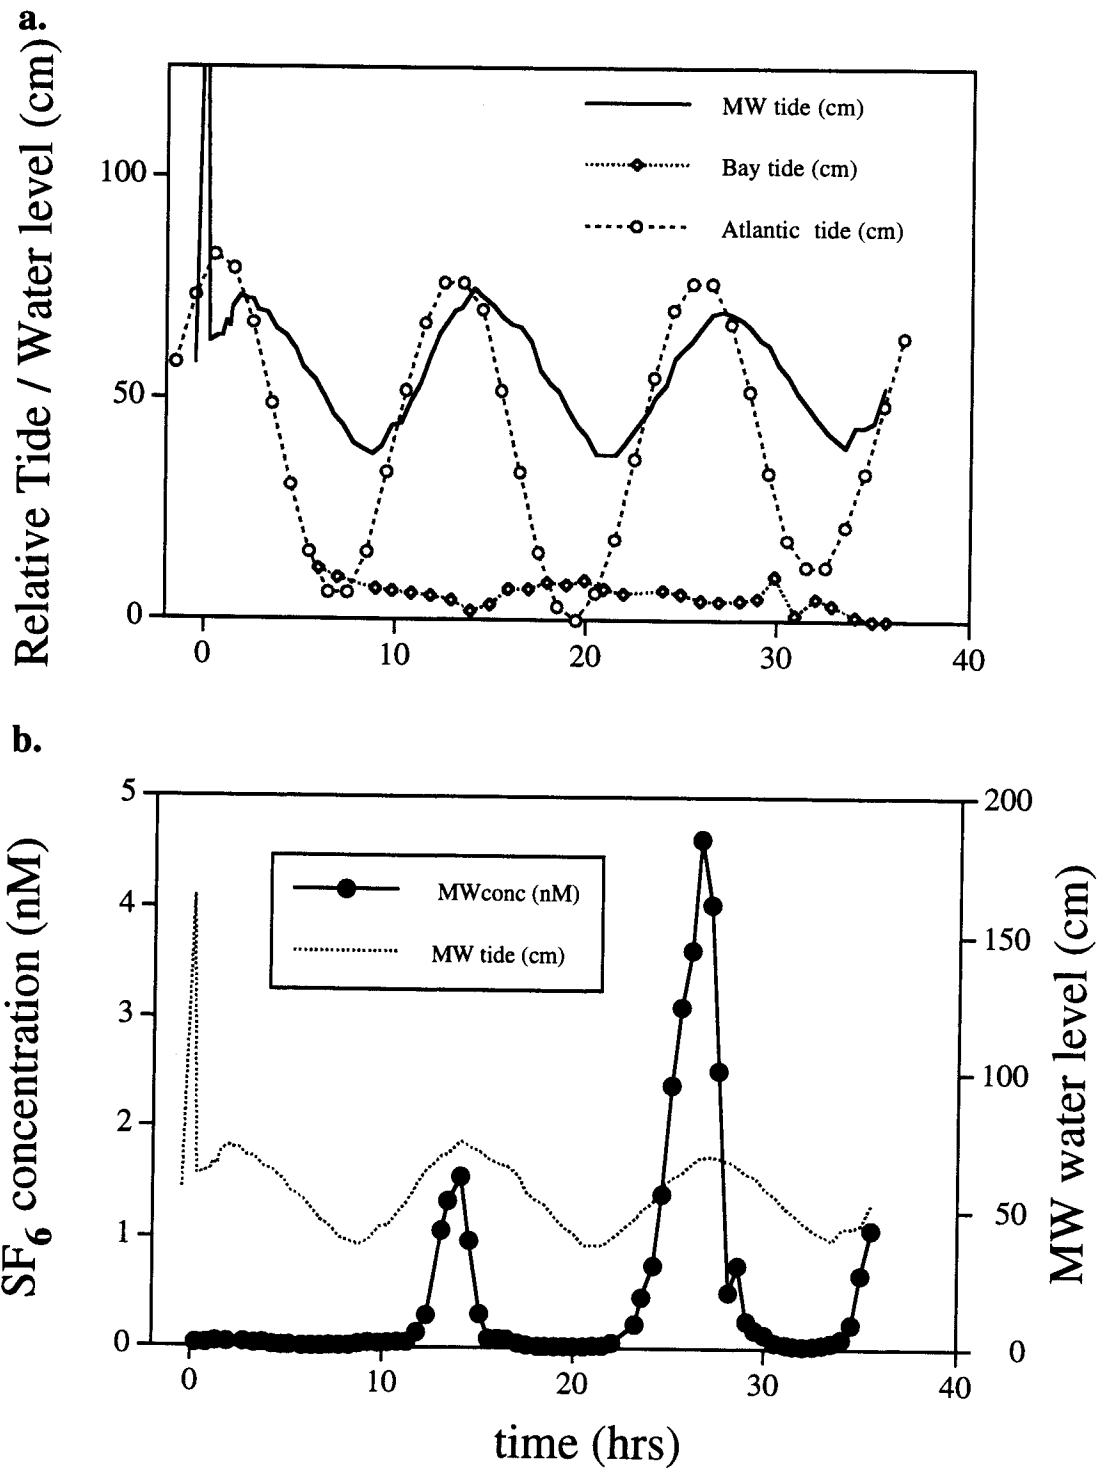 a.
Relative Tide / Water level (cm)
100
50
0
MW tide (cm)
Bay tide (cm)
Atlantic tide (cm)
0 10 20 30 40
b.
SF6 concentration (nM)
5
4
3
2
1
0
MWconc (nM)
MW tide (cm)
200
150
100
50
0
MW water level (cm)
0 10 20 30 40
time (hrs)